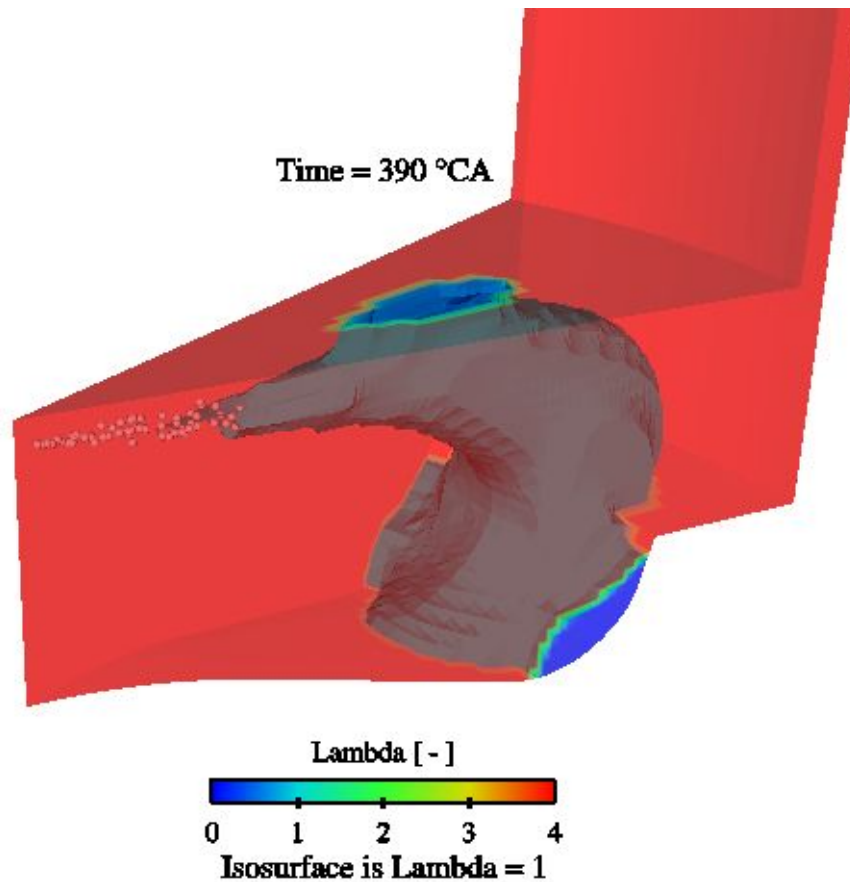 Time = 390 °CA
Lambda [ - ]
0 1 2 3 4
Isosurface is Lambda = 1